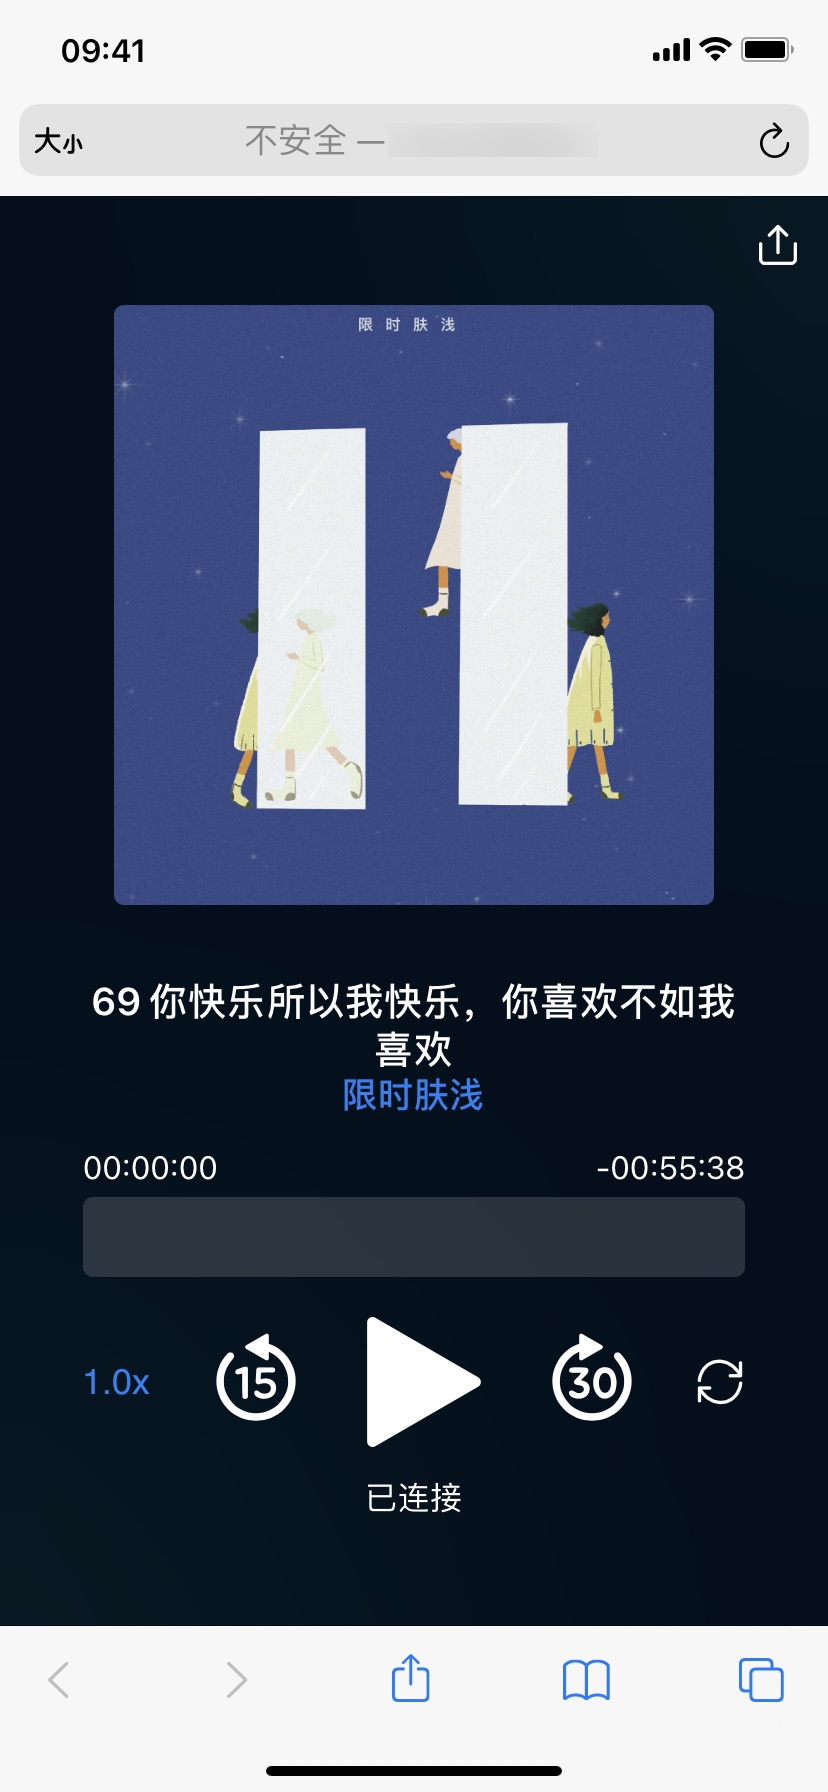 09:41
大小
不安全 —
限时肤浅
69 你快乐所以我快乐，你喜欢不如我
喜欢
限时肤浅
00:00:00
-00:55:38
1.0x
15
30
已连接